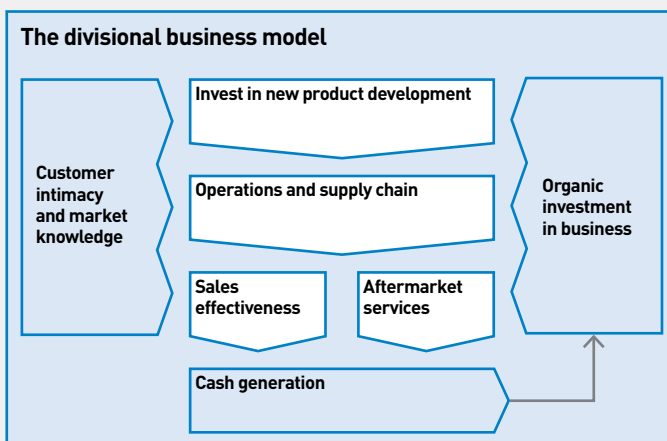 The divisional business model
Customer
intimacy
and market
knowledge
Invest in new product development
Operations and supply chain
Sales
effectiveness
Aftermarket
services
Cash generation
Organic
investment
in business